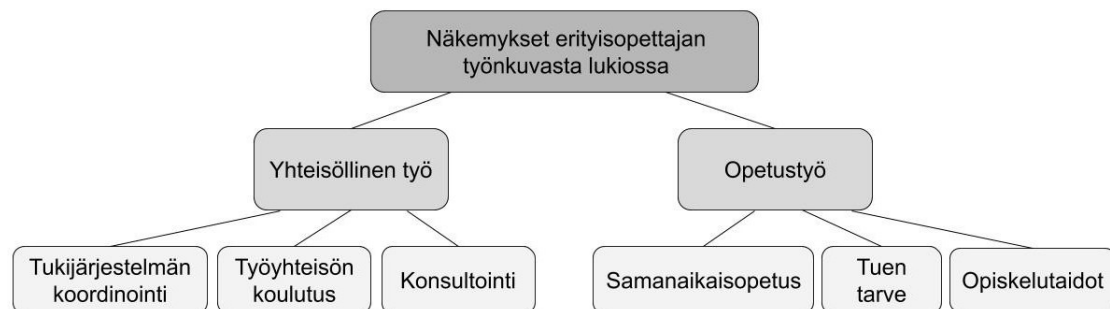 Näkemykset erityisopettajan
työnkuvasta lukiossa
Yhteisöllinen työ
Opetustyö
Tukijärjestelmän
koordinointi
Työyhteisön
koulutus
Konsultointi
Samanaikaisopetus
Tuen
tarve
Opiskelutaidot